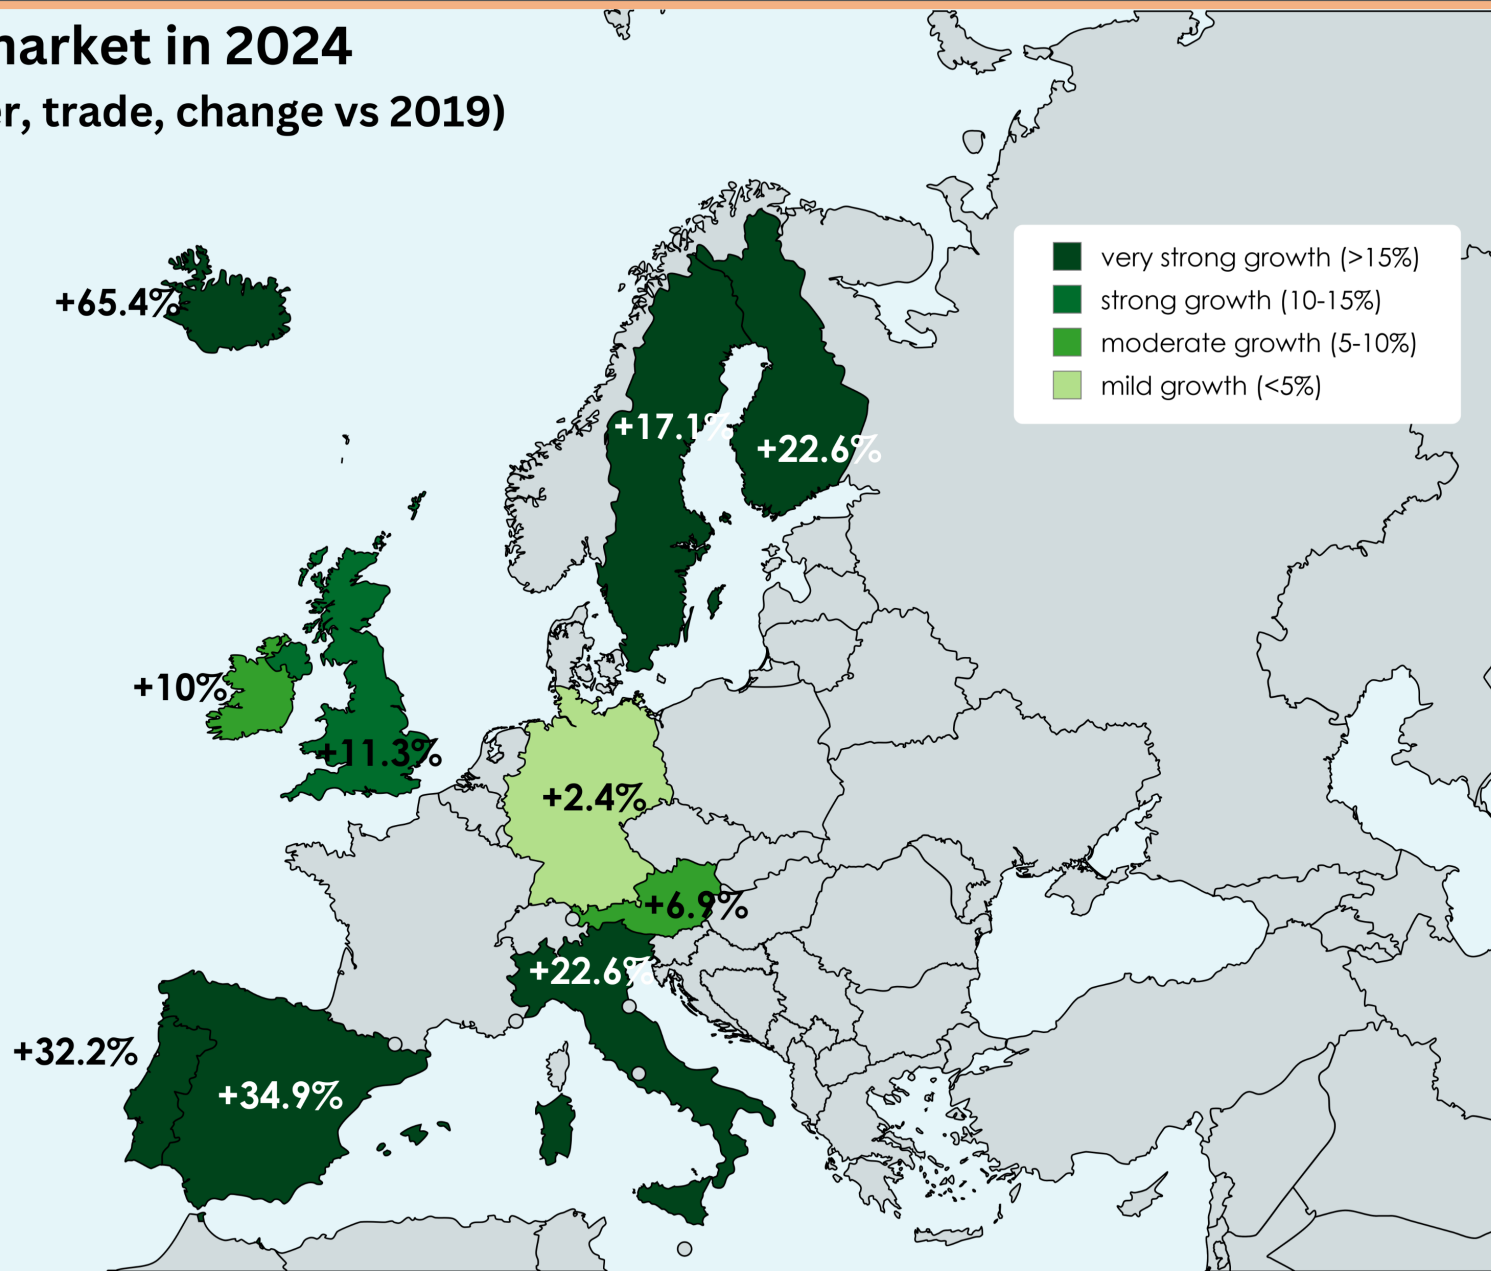 market in 2024
er, trade, change vs 2019)
very strong growth (>15%)
strong growth (10-15%)
moderate growth (5-10%)
mild growth (<5%)
+65.4%
+17.1%
+22.6%
+10%
+11.3%
+2.4%
+6.9%
+22.6%
+32.2%
+34.9%